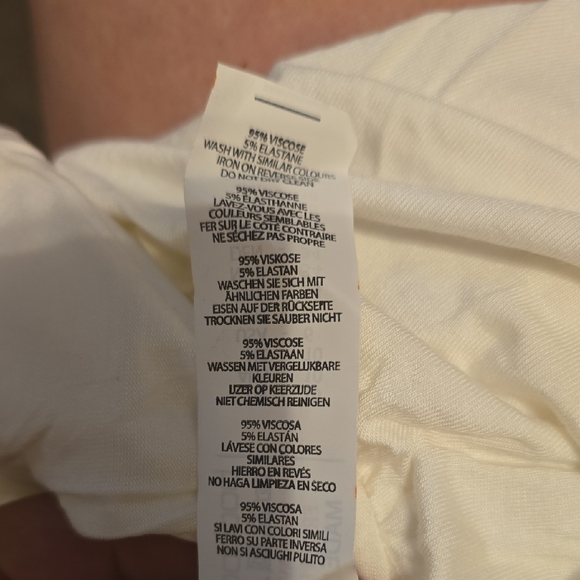 95% VISCOSE
5% ELASTANE
WASH WITH SIMILAR COLOURS
IRON ON REVERSE SIDE
DO NOT DRY CLEAN
95% VISCOSE
5% ÉLASTHANNE
LAVEZ-VOUS AVEC LES
COULEURS SEMBLABLES
FER SUR LE CÔTÉ CONTRAIRE
NE SÉCHEZ PAS PROPRE
95% VISKOSE
5% ELASTAN
WASCHEN SIE SICH MIT
ÄHNLICHEN FARBEN
EISEN AUF DER RÜCKSEITE
TROCKNEN SIE SAUBER NICHT
95% VISCOSE
5% ELASTAAN
WASSEN MET VERGELIJKBARE
KLEUREN
IJZER OP KEERZIJDE
NIET CHEMISCH REINIGEN
95% VISCOSA
5% ELASTÁN
LÁVESE CON COLORES
SIMILARES
HIERRO EN REVÉS
NO HAGA LIMPIEZA EN SECO
95% VISCOSA
5% ELASTAN
SI LAVI CON COLORI SIMILI
FERRO SU PARTE INVERSA
NON SI ASCIUGHI PULITO